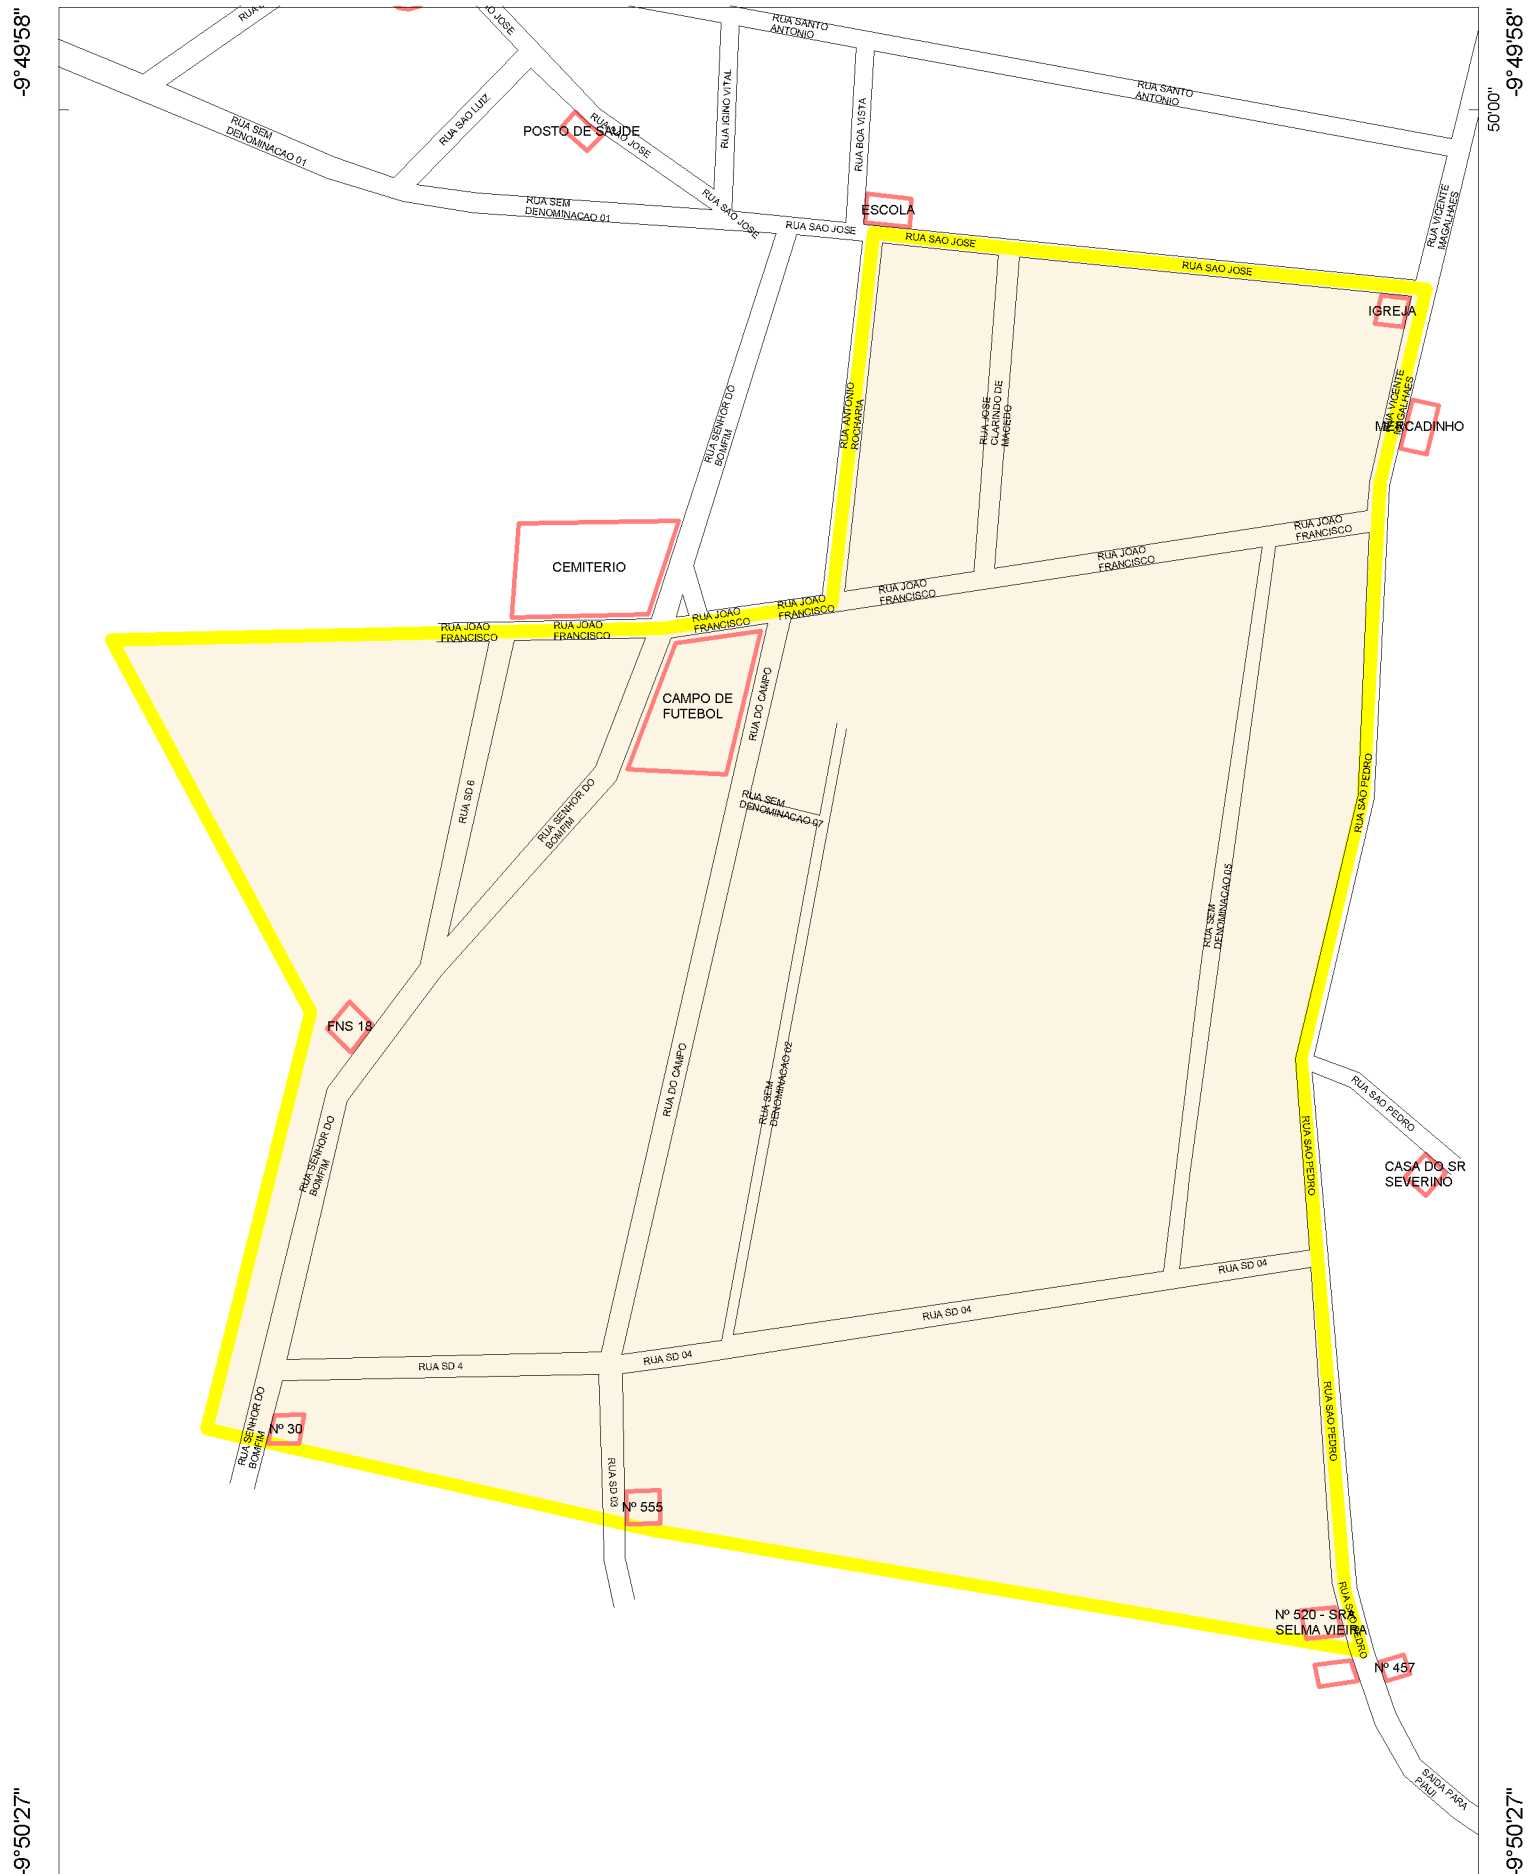 -9°49'58"
-9°49'58"
50'00"
O JOSE
RUA SANTO
ANTONIO
RUA SANTO
ANTONIO
RUA IGINO VITAL
RUA BOA VISTA
RUA SAO LUIZ
RUA SEM
DENOMINACAO 01
POSTO DE SAUDE
RUA SAO JOSE
RUA SEM
DENOMINACAO 01
RUA SAO JOSE
RUA SAO JOSE
ESCOLA
RUA SAO JOSE
RUA SAO JOSE
RUA VICENTE
MAGALHAES
IGREJA
RUA VICENTE
MAGALHAES
MERCADINHO
RUA ANTONIO
ROCHARIA
RUA JOSE
CLARINDO DE
MACEDO
RUA SENHOR DO
BOMFIM
CEMITERIO
RUA JOAO
FRANCISCO
RUA JOAO
FRANCISCO
RUA JOAO
FRANCISCO
RUA JOAO
FRANCISCO
RUA JOAO
FRANCISCO
RUA JOAO
FRANCISCO
RUA JOAO
FRANCISCO
CAMPO DE
FUTEBOL
RUA DO CAMPO
RUA SD 6
RUA SENHOR DO
BOMFIM
RUA SEM
DENOMINACAO 07
RUA SAO PEDRO
RUA SEM
DENOMINACAO 05
FNS 18
RUA DO CAMPO
RUA SEM
DENOMINACAO 02
RUA SENHOR DO
BOMFIM
RUA SAO PEDRO
RUA SAO PEDRO
CASA DO SR
SEVERINO
RUA SD 04
RUA SD 04
RUA SD 04
RUA SD 4
RUA SENHOR DO
BOMFIM
Nº 30
RUA SD 03
Nº 555
RUA SAO PEDRO
Nº 520 - SRA
SELMA VIEIRA
RUA SAO PEDRO
Nº 457
SAIDA PARA
PIAUI
-9°50'27"
-9°50'27"